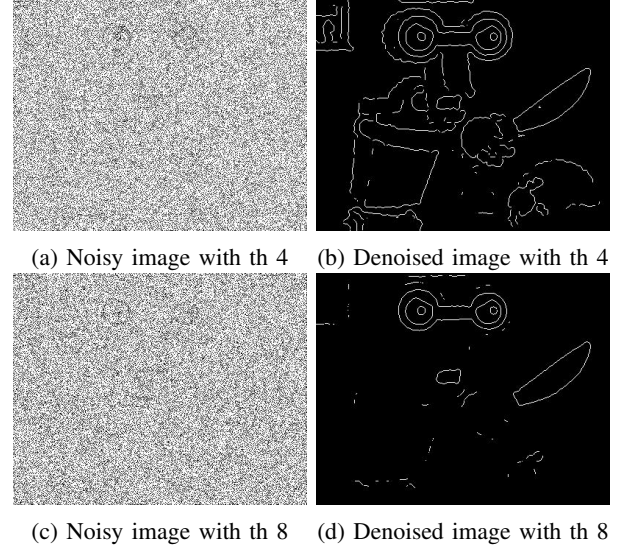 (a) Noisy image with th 4 (b) Denoised image with th 4
(c) Noisy image with th 8 (d) Denoised image with th 8